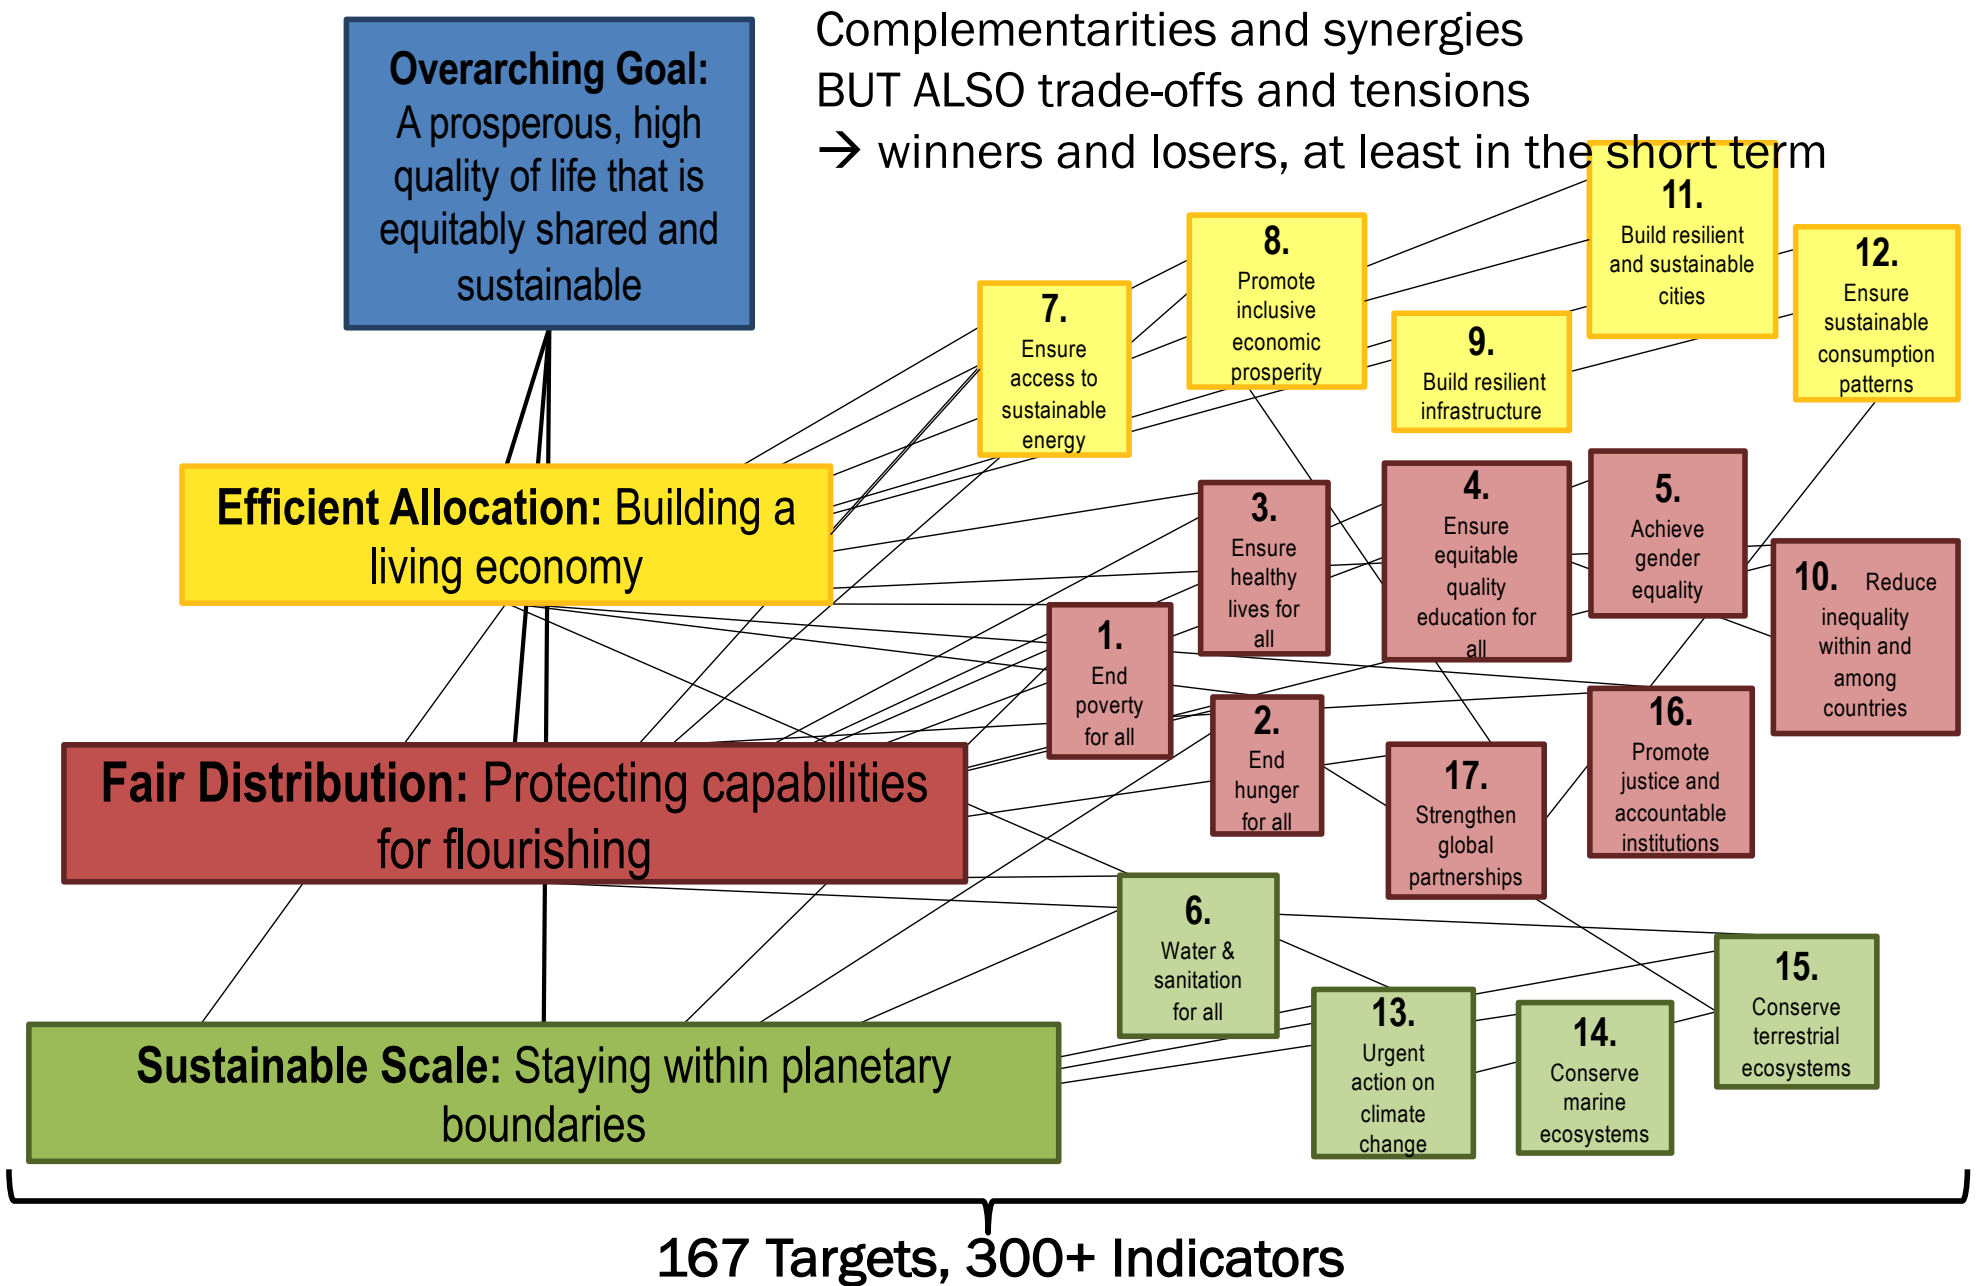 Complementarities and synergies
BUT ALSO trade-offs and tensions
→ winners and losers, at least in the short term
Overarching Goal:
A prosperous, high
quality of life that is
equitably shared and
sustainable
Efficient Allocation: Building a
living economy
Fair Distribution: Protecting capabilities
for flourishing
Sustainable Scale: Staying within planetary
boundaries
7.
Ensure
access to
sustainable
energy
8.
Promote
inclusive
economic
prosperity
9.
Build resilient
infrastructure
11.
Build resilient
and sustainable
cities
12.
Ensure
sustainable
consumption
patterns
1.
End
poverty
for all
2.
End
hunger
for all
3.
Ensure
healthy
lives for
all
4.
Ensure
equitable
quality
education for
all
5.
Achieve
gender
equality
10. Reduce
inequality
within and
among
countries
16.
Promote
justice and
accountable
institutions
17.
Strengthen
global
partnerships
6.
Water &
sanitation
for all
13.
Urgent
action on
climate
change
14.
Conserve
marine
ecosystems
15.
Conserve
terrestrial
ecosystems
167 Targets, 300+ Indicators